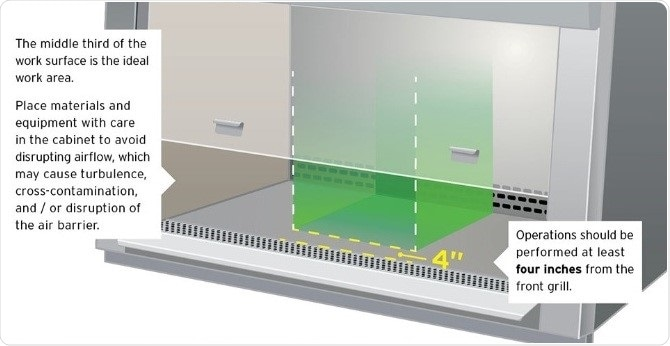 The middle third of the
work surface is the ideal
work area.
Place materials and
equipment with care
in the cabinet to avoid
disrupting airflow, which
may cause turbulence,
cross-contamination,
and / or disruption of
the air barrier.
4"
Operations should be
performed at least
four inches from the
front grill.